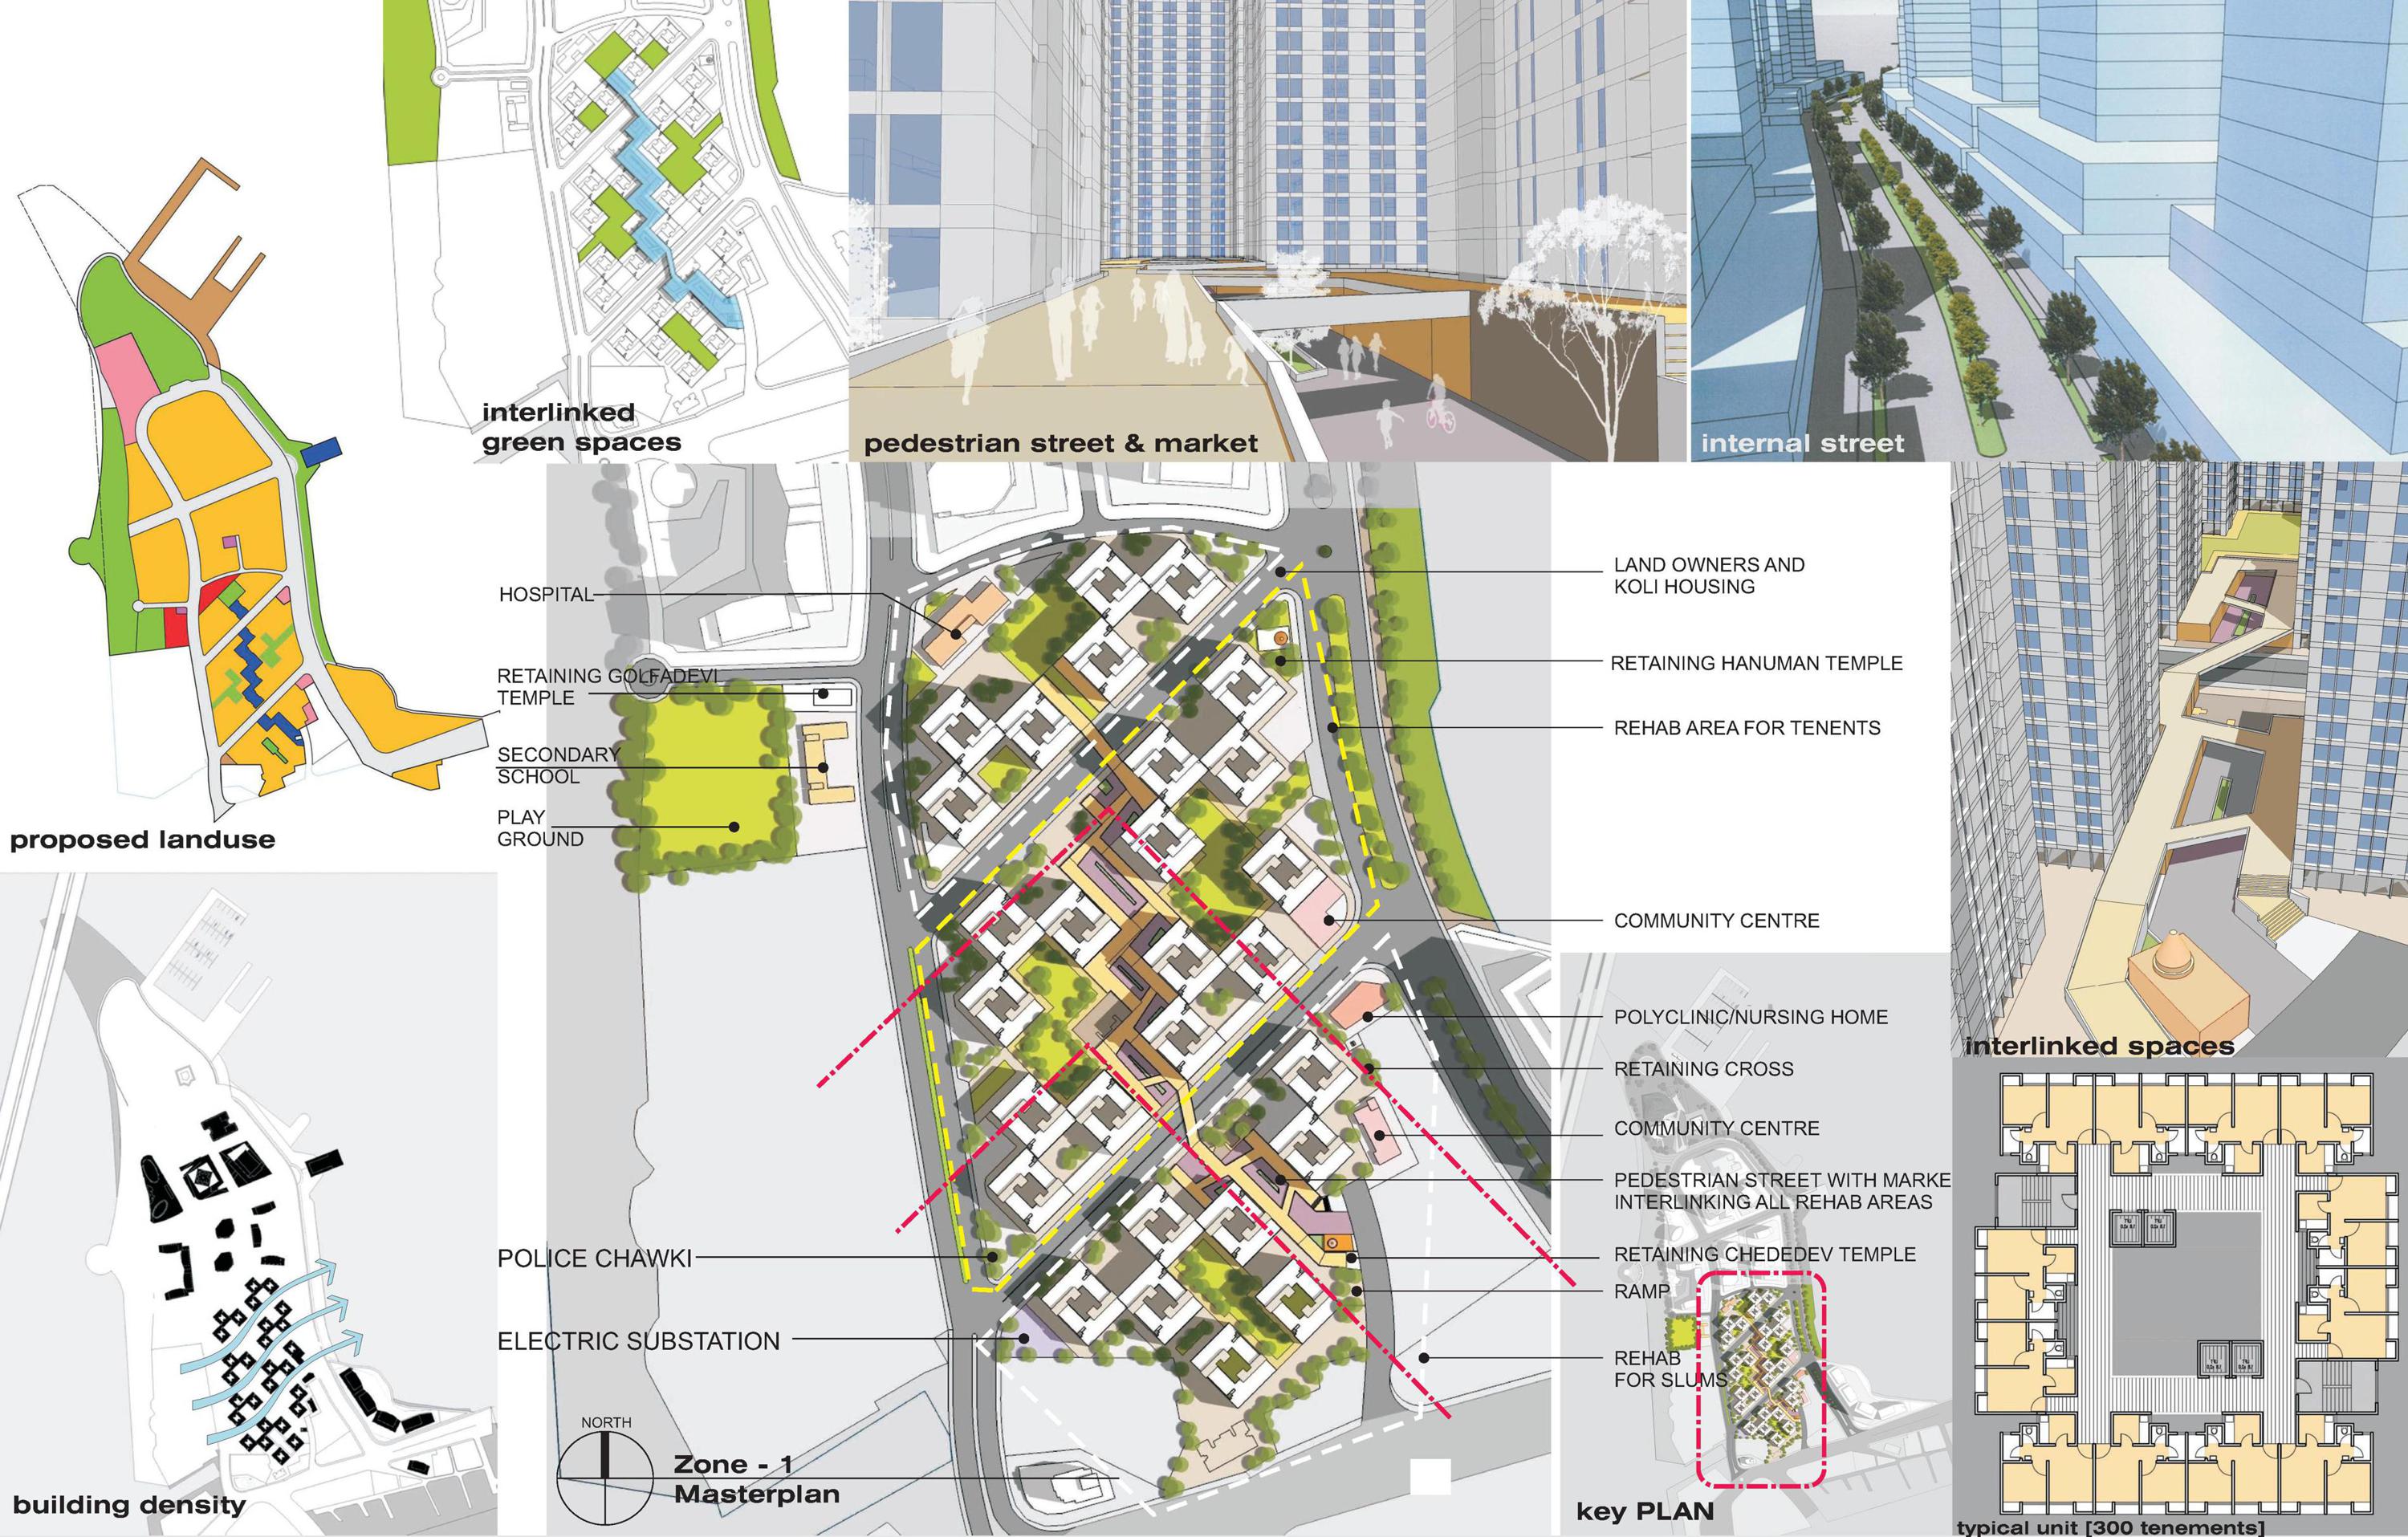 interlinked
green spaces
pedestrian street & market
internal street
proposed landuse
HOSPITAL
RETAINING GOLFADEVI
TEMPLE
SECONDARY
SCHOOL
PLAY
GROUND
POLICE CHAWKI
ELECTRIC SUBSTATION
LAND OWNERS AND
KOLI HOUSING
RETAINING HANUMAN TEMPLE
REHAB AREA FOR TENENTS
COMMUNITY CENTRE
POLYCLINIC/NURSING HOME
RETAINING CROSS
COMMUNITY CENTRE
PEDESTRIAN STREET WITH MARKE
INTERLINKING ALL REHAB AREAS
RETAINING CHEDEDEV TEMPLE
RAMP
REHAB
FOR SLUMS
interlinked spaces
building density
NORTH
Zone - 1
Masterplan
key PLAN
typical unit [300 tenements]